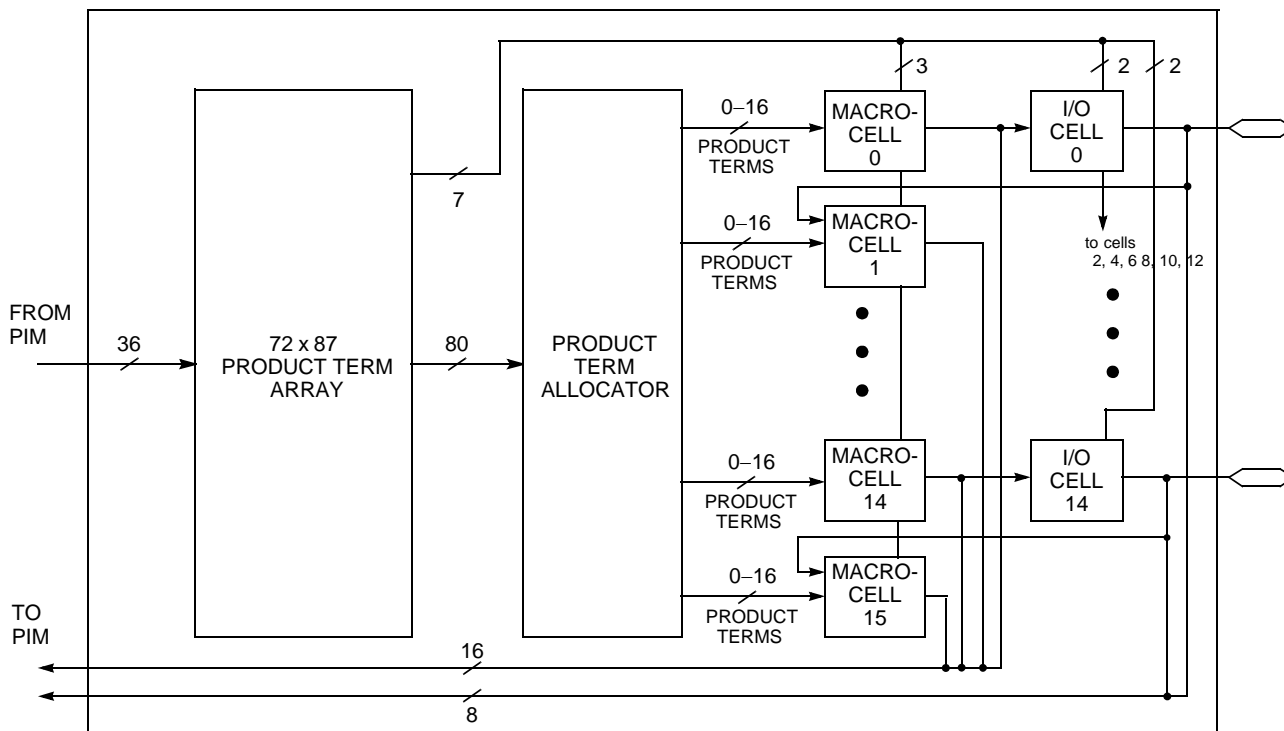 3
2
2
0–16
PRODUCT
TERMS
MACRO-
CELL
0
I/O
CELL
0
7
0–16
PRODUCT
TERMS
MACRO-
CELL
1
to cells
2, 4, 6 8, 10, 12
FROM
PIM
36
72 x 87
PRODUCT TERM
ARRAY
80
PRODUCT
TERM
ALLOCATOR
0–16
PRODUCT
TERMS
MACRO-
CELL
14
I/O
CELL
14
0–16
PRODUCT
TERMS
MACRO-
CELL
15
TO
PIM
16
8